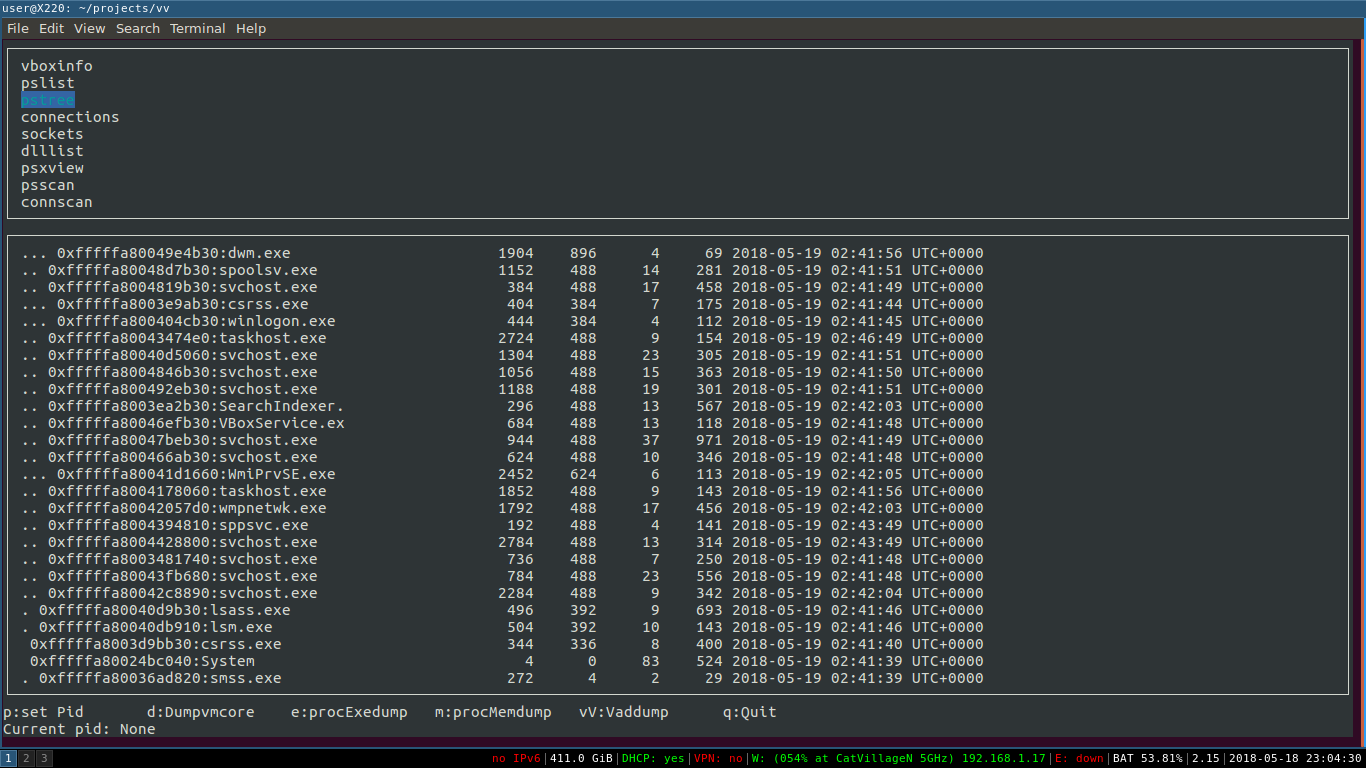 user@X220: ~/projects/vv
File Edit View Search Terminal Help
vboxinfo
pslist
pstree
connections
sockets
dlllist
psxview
psscan
connscan
... 0xfffffa80049e4b30:dwm.exe 1904 896 4 69 2018-05-19 02:41:56 UTC+0000
.. 0xfffffa80048d7b30:spoolsv.exe 1152 488 14 281 2018-05-19 02:41:51 UTC+0000
.. 0xfffffa8004819b30:svchost.exe 384 488 17 458 2018-05-19 02:41:49 UTC+0000
... 0xfffffa8003e9ab30:csrss.exe 404 384 7 175 2018-05-19 02:41:44 UTC+0000
... 0xfffffa800404cb30:winlogon.exe 444 384 4 112 2018-05-19 02:41:45 UTC+0000
.. 0xfffffa80043474e0:taskhost.exe 2724 488 9 154 2018-05-19 02:46:49 UTC+0000
.. 0xfffffa80040d5060:svchost.exe 1304 488 23 305 2018-05-19 02:41:51 UTC+0000
.. 0xfffffa8004846b30:svchost.exe 1056 488 15 363 2018-05-19 02:41:50 UTC+0000
.. 0xfffffa800492eb30:svchost.exe 1188 488 19 301 2018-05-19 02:41:51 UTC+0000
.. 0xfffffa8003ea2b30:SearchIndexer. 296 488 13 567 2018-05-19 02:42:03 UTC+0000
.. 0xfffffa80046efb30:VBoxService.ex 684 488 13 118 2018-05-19 02:41:48 UTC+0000
.. 0xfffffa80047beb30:svchost.exe 944 488 37 971 2018-05-19 02:41:49 UTC+0000
.. 0xfffffa800466ab30:svchost.exe 624 488 10 346 2018-05-19 02:41:48 UTC+0000
... 0xfffffa80041d1660:WmiPrvSE.exe 2452 624 6 113 2018-05-19 02:42:05 UTC+0000
.. 0xfffffa8004178060:taskhost.exe 1852 488 9 143 2018-05-19 02:41:56 UTC+0000
.. 0xfffffa80042057d0:wmpnetwk.exe 1792 488 17 456 2018-05-19 02:42:03 UTC+0000
.. 0xfffffa8004394810:sppsvc.exe 192 488 4 141 2018-05-19 02:43:49 UTC+0000
.. 0xfffffa8004428800:svchost.exe 2784 488 13 314 2018-05-19 02:43:49 UTC+0000
.. 0xfffffa8003481740:svchost.exe 736 488 7 250 2018-05-19 02:41:48 UTC+0000
.. 0xfffffa80043fb680:svchost.exe 784 488 23 556 2018-05-19 02:41:48 UTC+0000
.. 0xfffffa80042c8890:svchost.exe 2284 488 9 342 2018-05-19 02:42:04 UTC+0000
. 0xfffffa80040d9b30:lsass.exe 496 392 9 693 2018-05-19 02:41:46 UTC+0000
. 0xfffffa80040db910:lsm.exe 504 392 10 143 2018-05-19 02:41:46 UTC+0000
0xfffffa8003d9bb30:csrss.exe 344 336 8 400 2018-05-19 02:41:40 UTC+0000
0xfffffa80024bc040:System 4 0 83 524 2018-05-19 02:41:39 UTC+0000
. 0xfffffa80036ad820:smss.exe 272 4 2 29 2018-05-19 02:41:39 UTC+0000
p:set Pid d:Dumpvmcore e:procExedump m:procMemdump vV:Vaddump q:Quit
Current pid: None
1 2 3 no IPv6|411.0 GiB|DHCP: yes|VPN: no|W: (054% at CatVillageN 5GHz) 192.168.1.17|E: down|BAT 53.81%|2.15|2018-05-18 23:04:30